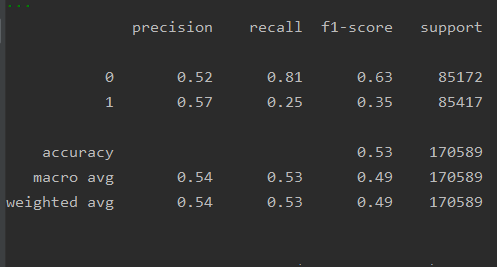 ...
precision recall f1-score support
0 0.52 0.81 0.63 85172
1 0.57 0.25 0.35 85417
accuracy 0.53 170589
macro avg 0.54 0.53 0.49 170589
weighted avg 0.54 0.53 0.49 170589